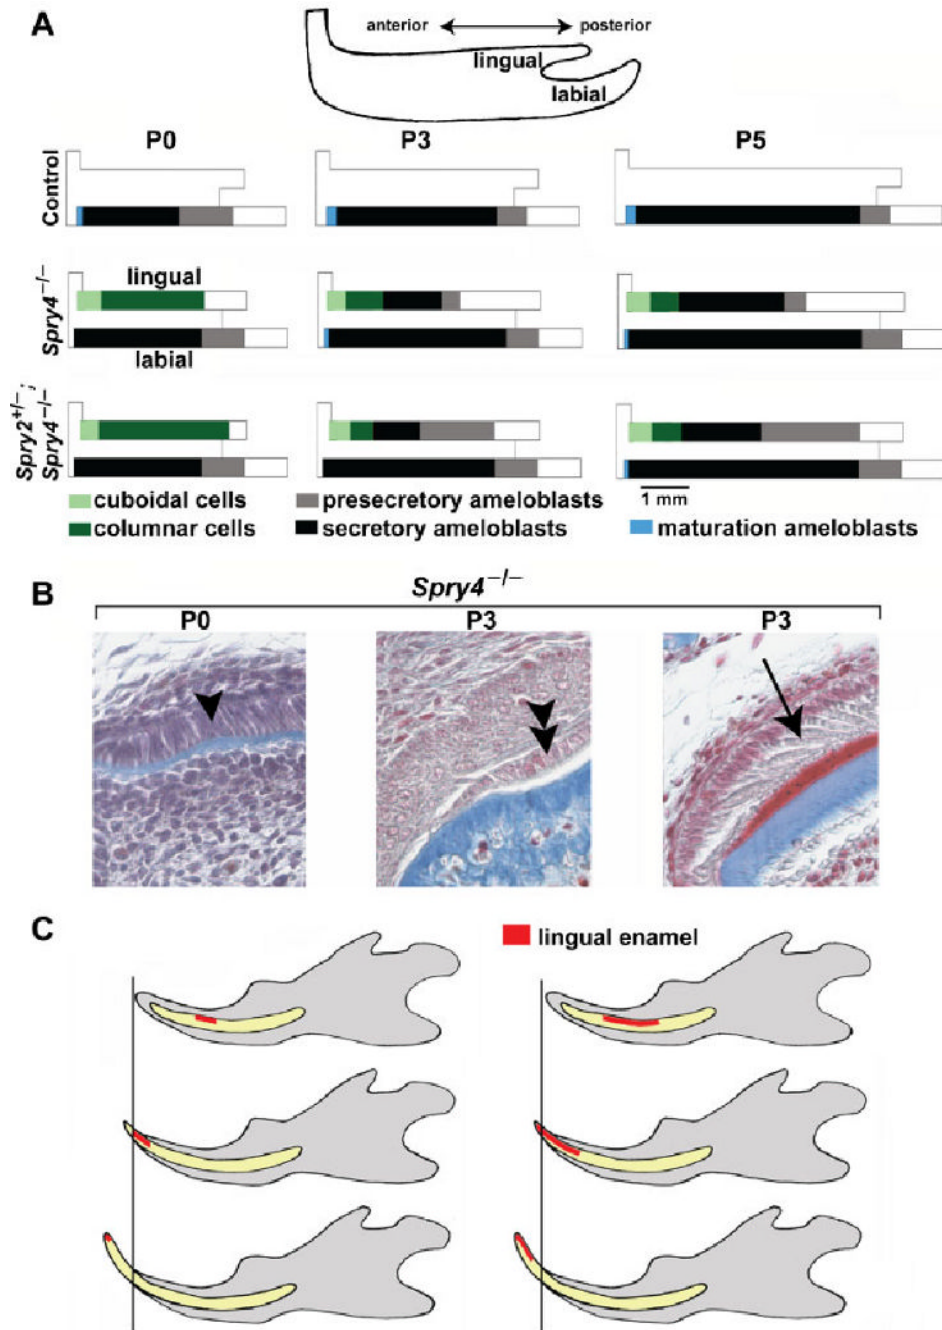 A
anterior posterior
lingual
labial
P0 P3 P5
Control
Spry4−/−
lingual
labial
Spry2+/−;
Spry4−/−
1 mm
cuboidal cells presecretory ameloblasts
columnar cells secretory ameloblasts maturation ameloblasts
B
Spry4−/−
P0 P3 P3
C
lingual enamel